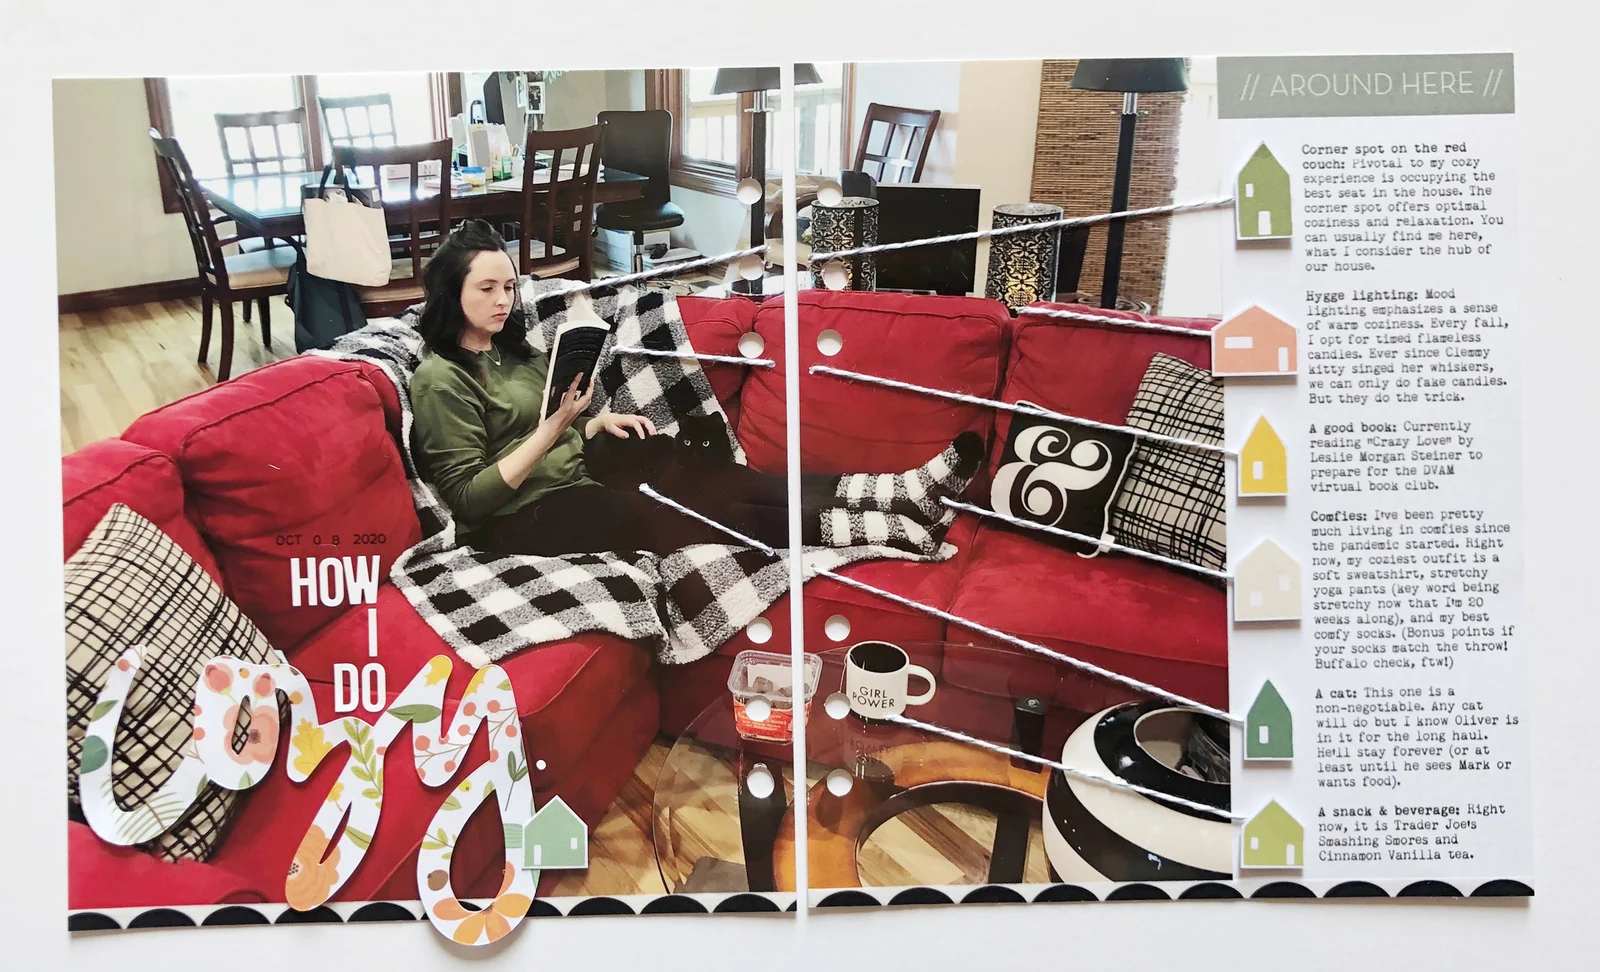 OCT 08 2020
HOW
I
DO
cozy
&
GIRL
POWER
// AROUND HERE //
Corner spot on the red
couch: Pivotal to my cozy
experience is occupying the
best seat in the house. The
corner spot offers optimal
coziness and relaxation. You
can usually find me here,
what I consider the hub of
our house.
Hygge lighting: Mood
lighting emphasizes a sense
of warm coziness. Every fall,
I opt for timed flameless
candles. Ever since Clemmy
kitty singed her whiskers,
we can only do fake candles.
But they do the trick.
A good book: Currently
reading "Crazy Love" by
Leslie Morgan Steiner to
prepare for the DVAM
virtual book club.
Comfies: I've been pretty
much living in comfies since
the pandemic started. Right
now, my coziest outfit is a
soft sweatshirt, stretchy
yoga pants (key word being
stretchy now that I'm 20
weeks along), and my best
comfy socks. (Bonus points if
your socks match the throw!
Buffalo check, ftw!)
A cat: This one is a
non-negotiable. Any cat
will do but I know Oliver is
in it for the long haul.
He'll stay forever (or at
least until he sees Mark or
wants food).
A snack & beverage: Right
now, it is Trader Joe's
Smashing Smores and
Cinnamon Vanilla tea.